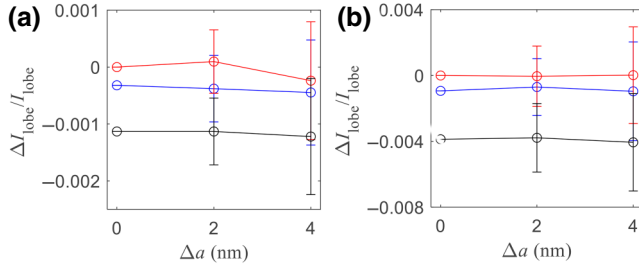 (a)
0.001
0
−0.001
−0.002
ΔI_lobe/I_lobe
0 2 4
Δa (nm)
(b)
0.004
0
−0.004
−0.008
ΔI_lobe/I_lobe
0 2 4
Δa (nm)